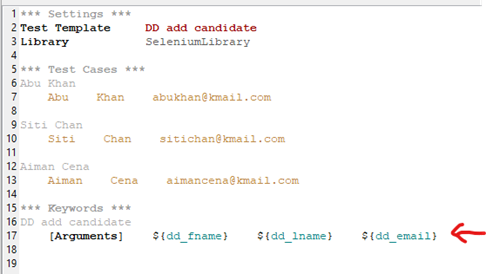 1 *** Settings ***
2 Test Template     DD add candidate
3 Library           SeleniumLibrary
4
5 *** Test Cases ***
6 Abu Khan
7     Abu    Khan    abukhan@kmail.com
8
9 Siti Chan
10     Siti    Chan    sitichan@kmail.com
11
12 Aiman Cena
13     Aiman    Cena    aimancena@kmail.com
14
15 *** Keywords ***
16 DD add candidate
17     [Arguments]    ${dd_fname}    ${dd_lname}    ${dd_email}
18
19